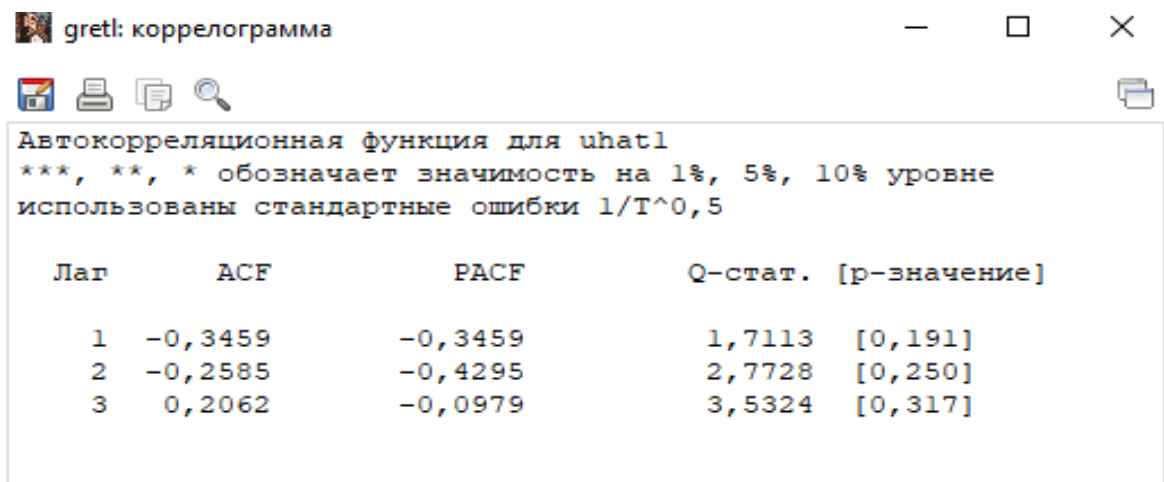 gretl: коррелограмма
Автокорреляционная функция для uhat1
***, **, * обозначает значимость на 1%, 5%, 10% уровне
использованы стандартные ошибки 1/T^0,5
Лаг ACF PACF Q-стат. [p-значение]
1 -0,3459 -0,3459 1,7113 [0,191]
2 -0,2585 -0,4295 2,7728 [0,250]
3 0,2062 -0,0979 3,5324 [0,317]